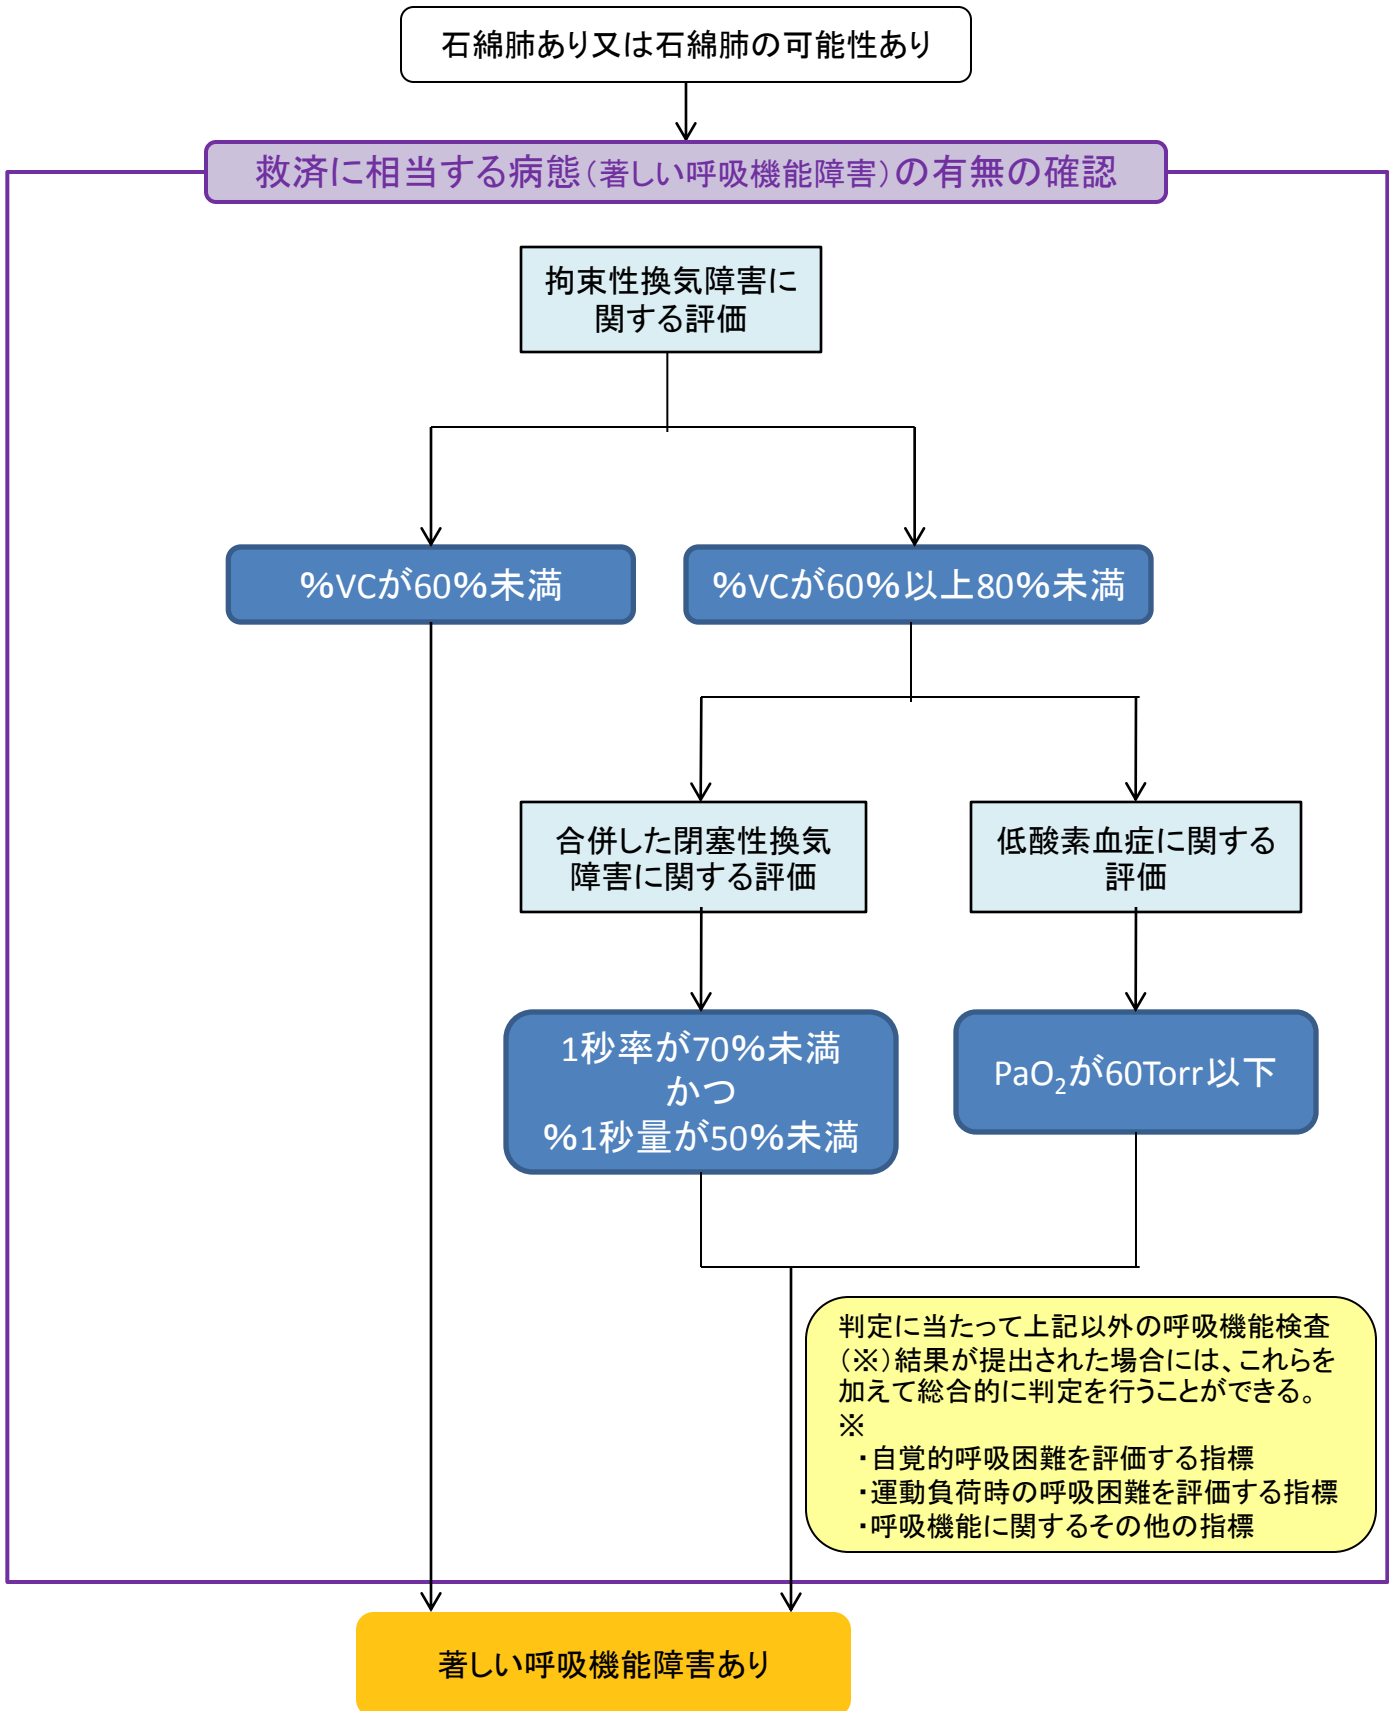 石綿肺あり又は石綿肺の可能性あり
救済に相当する病態(著しい呼吸機能障害)の有無の確認
拘束性換気障害に
関する評価
%VCが60%未満
%VCが60%以上80%未満
合併した閉塞性換気
障害に関する評価
低酸素血症に関する
評価
1秒率が70%未満
かつ
%1秒量が50%未満
PaO₂が60Torr以下
判定に当たって上記以外の呼吸機能検査
(※)結果が提出された場合には、これらを
加えて総合的に判定を行うことができる。
※
・自覚的呼吸困難を評価する指標
・運動負荷時の呼吸困難を評価する指標
・呼吸機能に関するその他の指標
著しい呼吸機能障害あり